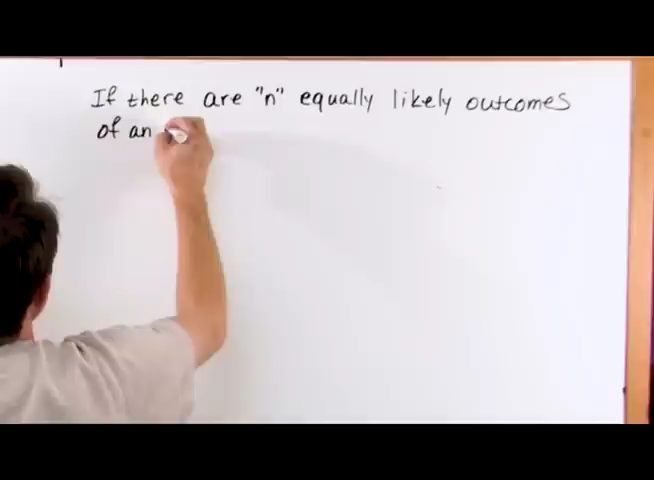 If there are "n" equally likely outcomes
of an